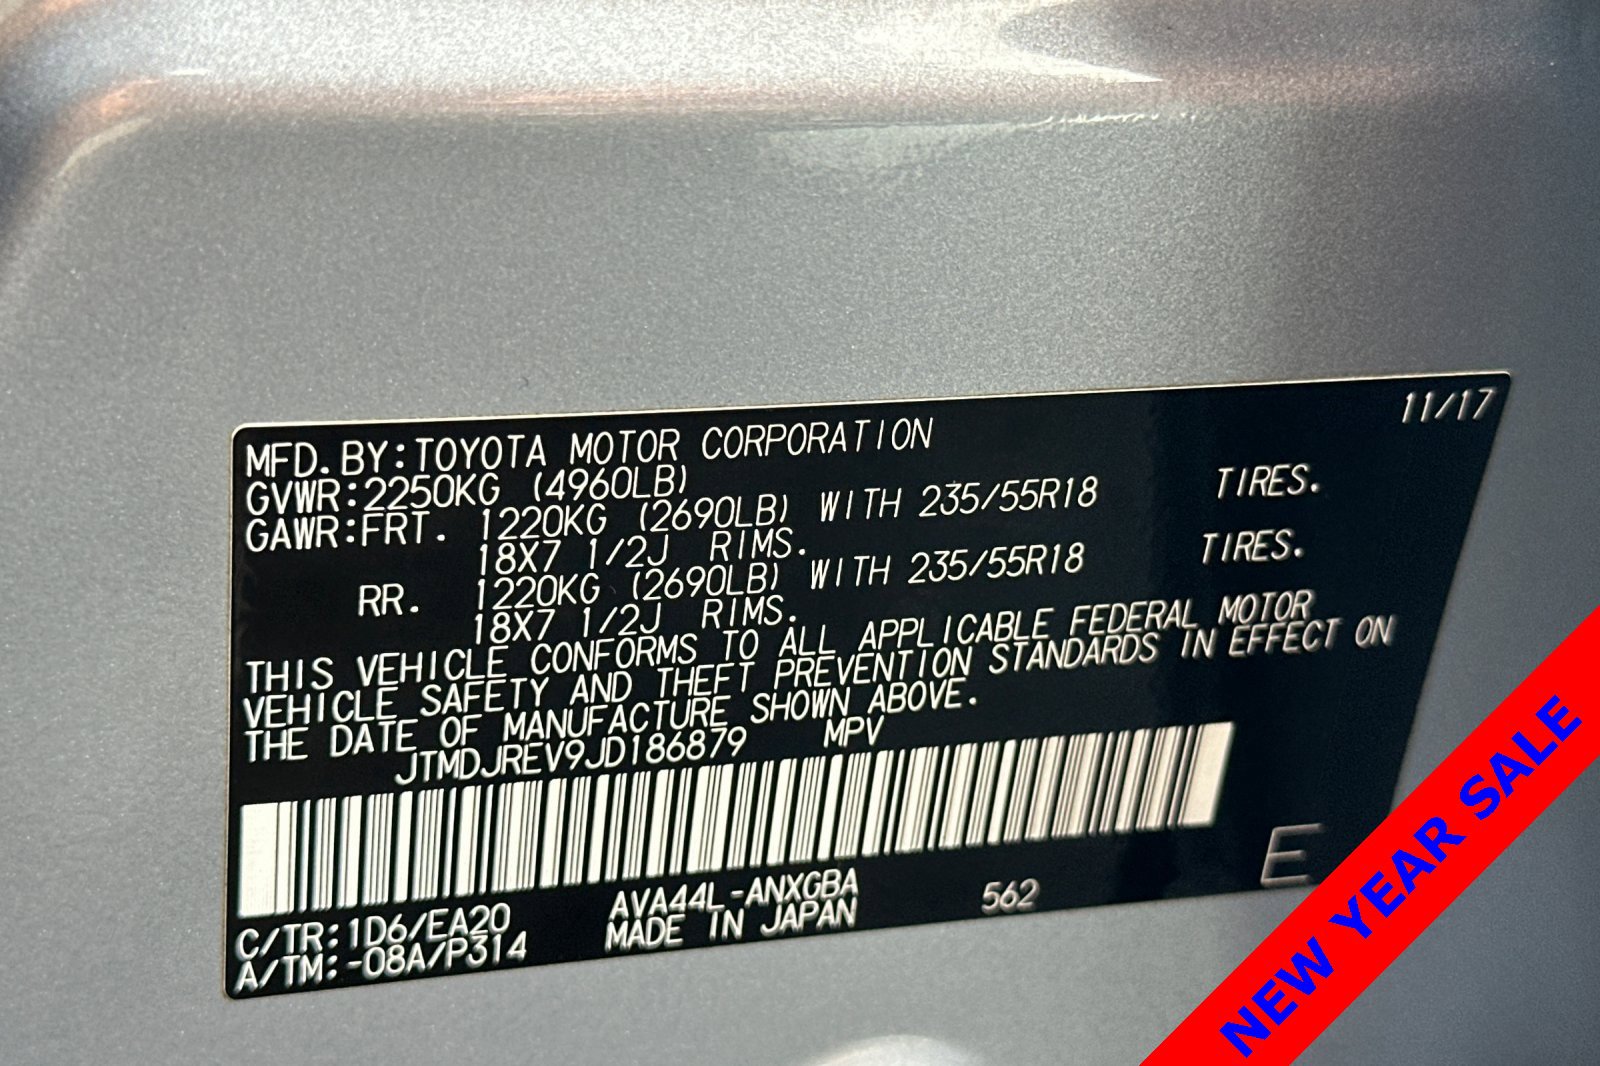 11/17
MFD. BY: TOYOTA MOTOR CORPORATION
GVWR: 2250KG (4960LB)
GAWR: FRT. 1220KG (2690LB) WITH 235/55R18 TIRES.
18X7 1/2J RIMS.
RR. 1220KG (2690LB) WITH 235/55R18 TIRES.
18X7 1/2J RIMS.
THIS VEHICLE CONFORMS TO ALL APPLICABLE FEDERAL MOTOR
VEHICLE SAFETY AND THEFT PREVENTION STANDARDS IN EFFECT ON
THE DATE OF MANUFACTURE SHOWN ABOVE.
JTMDJREV9JD186879 MPV
E
C/TR: 1D6/EA20 AVA44L-ANXGBA 562
A/TM: -08A/P314 MADE IN JAPAN
NEW YEAR SALE